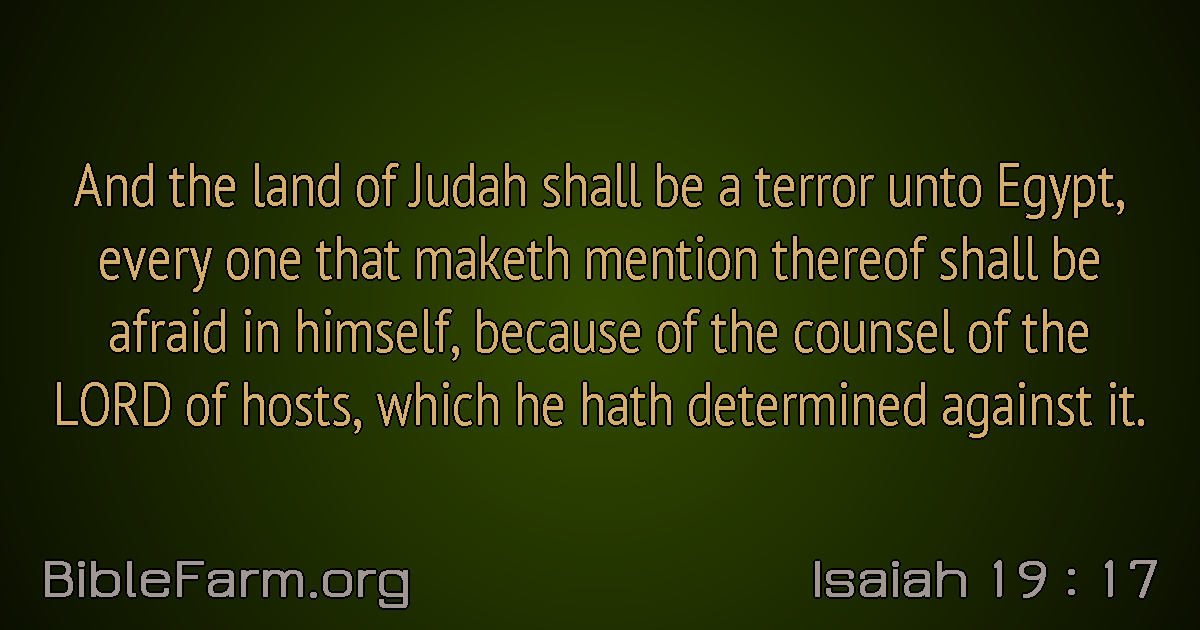 And the land of Judah shall be a terror unto Egypt,
every one that maketh mention thereof shall be
afraid in himself, because of the counsel of the
LORD of hosts, which he hath determined against it.
BibleFarm.org
Isaiah 19 : 17